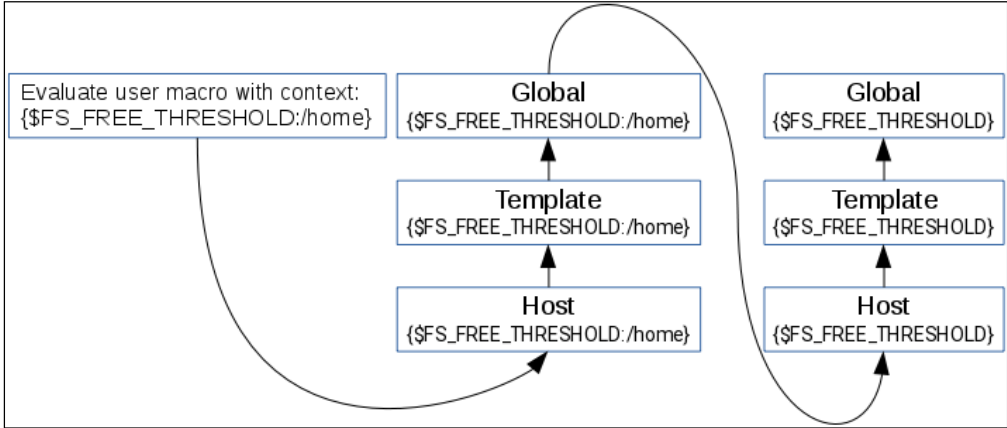 Evaluate user macro with context:
{$FS_FREE_THRESHOLD:/home}
Global
{$FS_FREE_THRESHOLD:/home}
Template
{$FS_FREE_THRESHOLD:/home}
Host
{$FS_FREE_THRESHOLD:/home}
Global
{$FS_FREE_THRESHOLD}
Template
{$FS_FREE_THRESHOLD}
Host
{$FS_FREE_THRESHOLD}